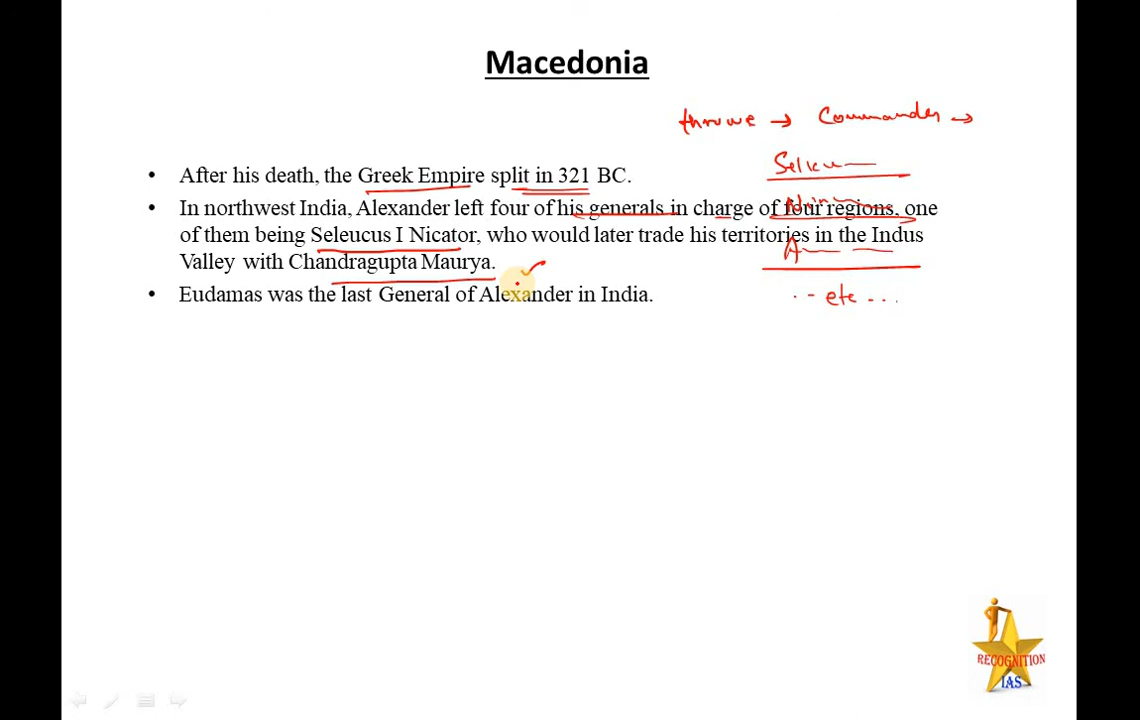 Macedonia
throne → Commander →
Seleu
• After his death, the Greek Empire split in 321 BC.
• In northwest India, Alexander left four of his generals in charge of four regions. one
of them being Seleucus I Nicator, who would later trade his territories in the Indus
Valley with Chandragupta Maurya.
A
• Eudamas was the last General of Alexander in India.
-- etc ...
RECOGNITION
IAS